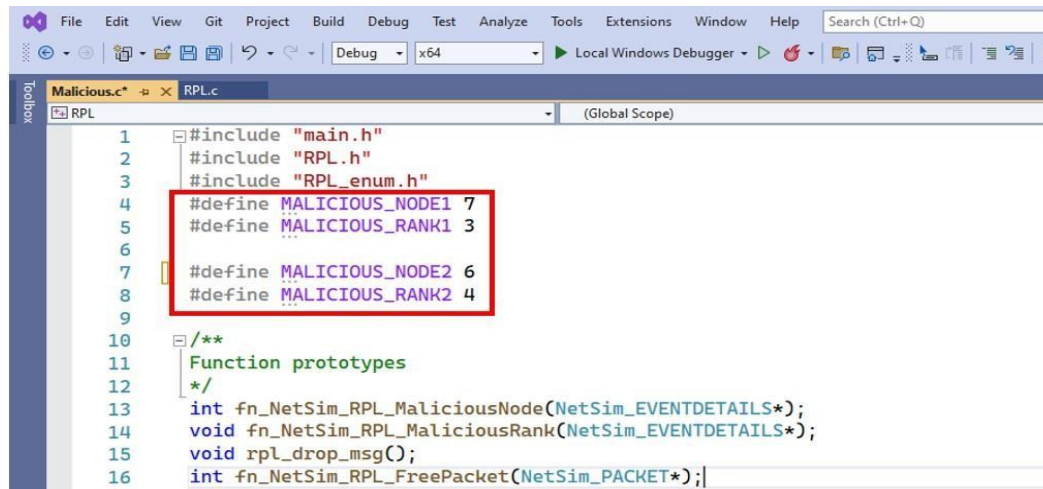 File Edit View Git Project Build Debug Test Analyze Tools Extensions Window Help Search (Ctrl+Q)
Debug x64 Local Windows Debugger
Toolbox
Malicious.c* RPL.c
RPL (Global Scope)
1 #include "main.h"
2 #include "RPL.h"
3 #include "RPL_enum.h"
4 #define MALICIOUS_NODE1 7
5 #define MALICIOUS_RANK1 3
6
7 #define MALICIOUS_NODE2 6
8 #define MALICIOUS_RANK2 4
9
10 /**
11 Function prototypes
12 */
13 int fn_NetSim_RPL_MaliciousNode(NetSim_EVENTDETAILS*);
14 void fn_NetSim_RPL_MaliciousRank(NetSim_EVENTDETAILS*);
15 void rpl_drop_msg();
16 int fn_NetSim_RPL_FreePacket(NetSim_PACKET*);